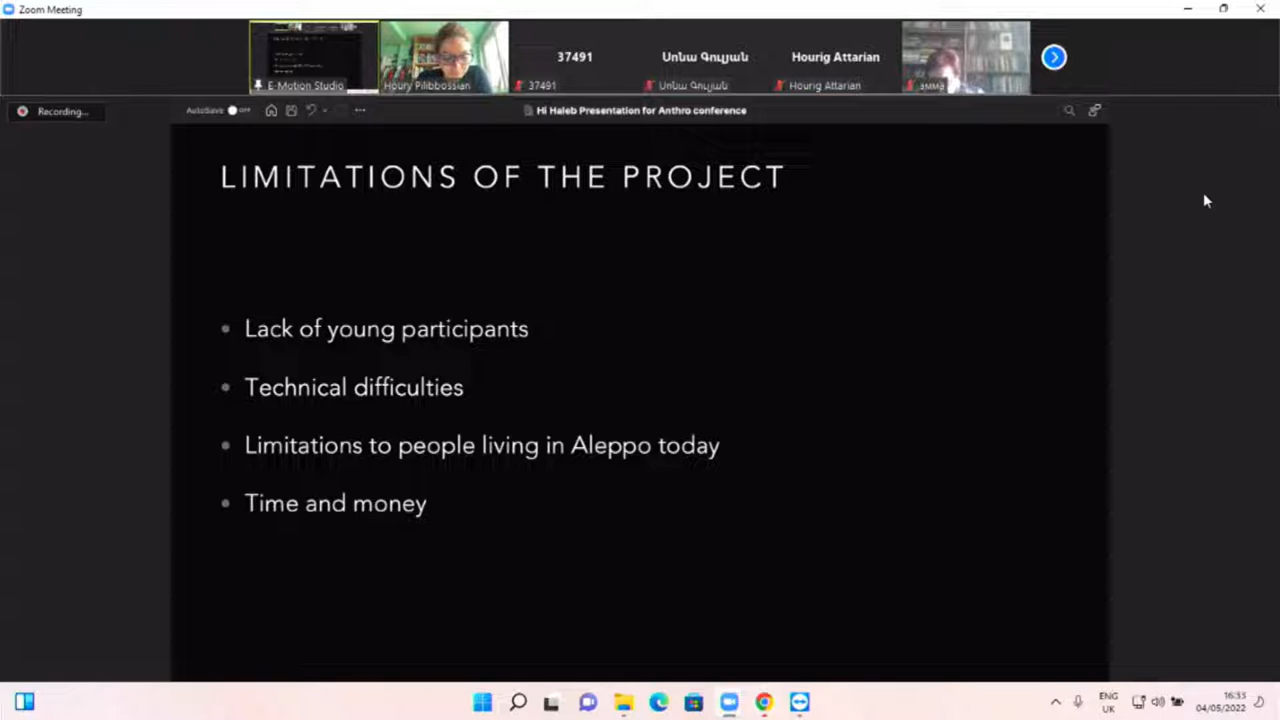 Zoom Meeting
37491
Սոնա Գուլյան
Hourig Attarian
E-Motion Studio
Houry Pilibbossian
37491
Սոնա Գուլյան
Hourig Attarian
Recording...
AutoSave
OFF
Hi Haleb Presentation for Anthro conference
LIMITATIONS OF THE PROJECT
• Lack of young participants
• Technical difficulties
• Limitations to people living in Aleppo today
• Time and money
ENG
UK
16:33
04/05/2022